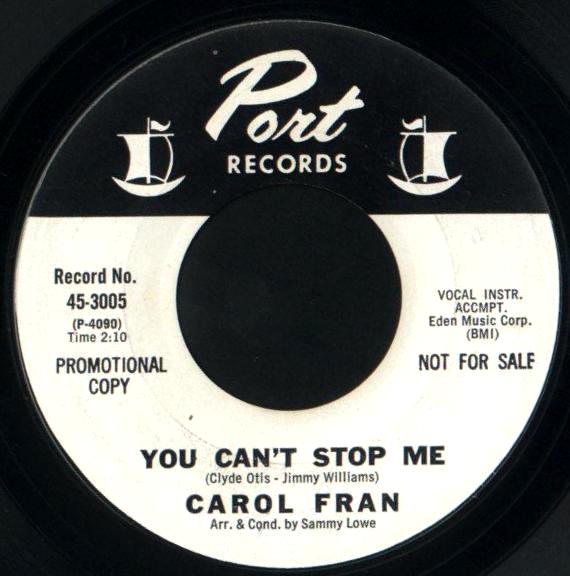 Port
RECORDS
Record No.
45-3005
(P-4090)
Time 2:10
PROMOTIONAL
COPY
VOCAL INSTR.
ACCMPT.
Eden Music Corp.
(BMI)
NOT FOR SALE
YOU CAN'T STOP ME
(Clyde Otis - Jimmy Williams)
CAROL FRAN
Arr. & Cond. by Sammy Lowe